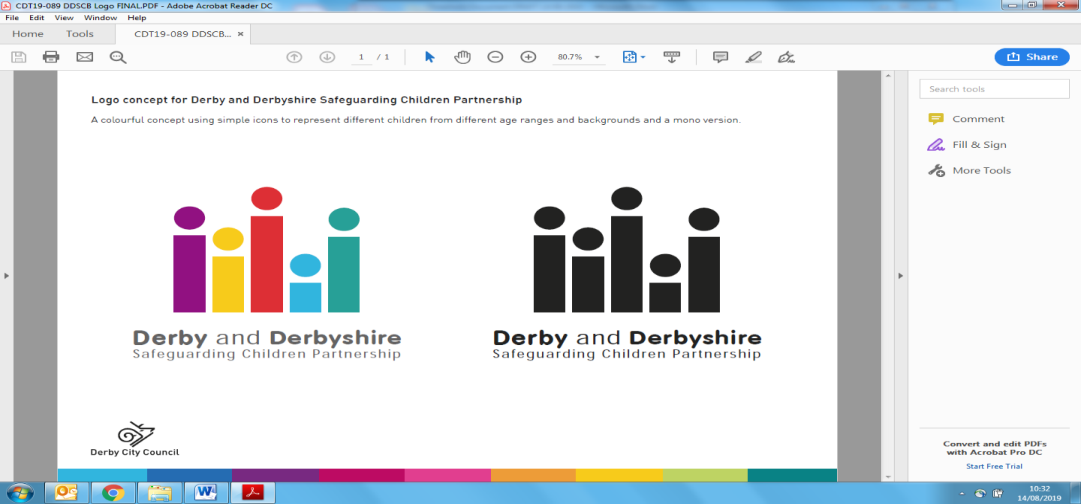 CDT19-089 DDSCB Logo FINAL.PDF - Adobe Acrobat Reader DC
File Edit View Window Help
Home Tools CDT19-089 DDSCB... ×
1 / 1 80.7% Share
Logo concept for Derby and Derbyshire Safeguarding Children Partnership
A colourful concept using simple icons to represent different children from different age ranges and backgrounds and a mono version.
Derby and Derbyshire
Safeguarding Children Partnership
Derby and Derbyshire
Safeguarding Children Partnership
Derby City Council
Search tools
Comment
Fill & Sign
More Tools
Convert and edit PDFs
with Acrobat Pro DC
Start Free Trial
10:32
14/08/2019